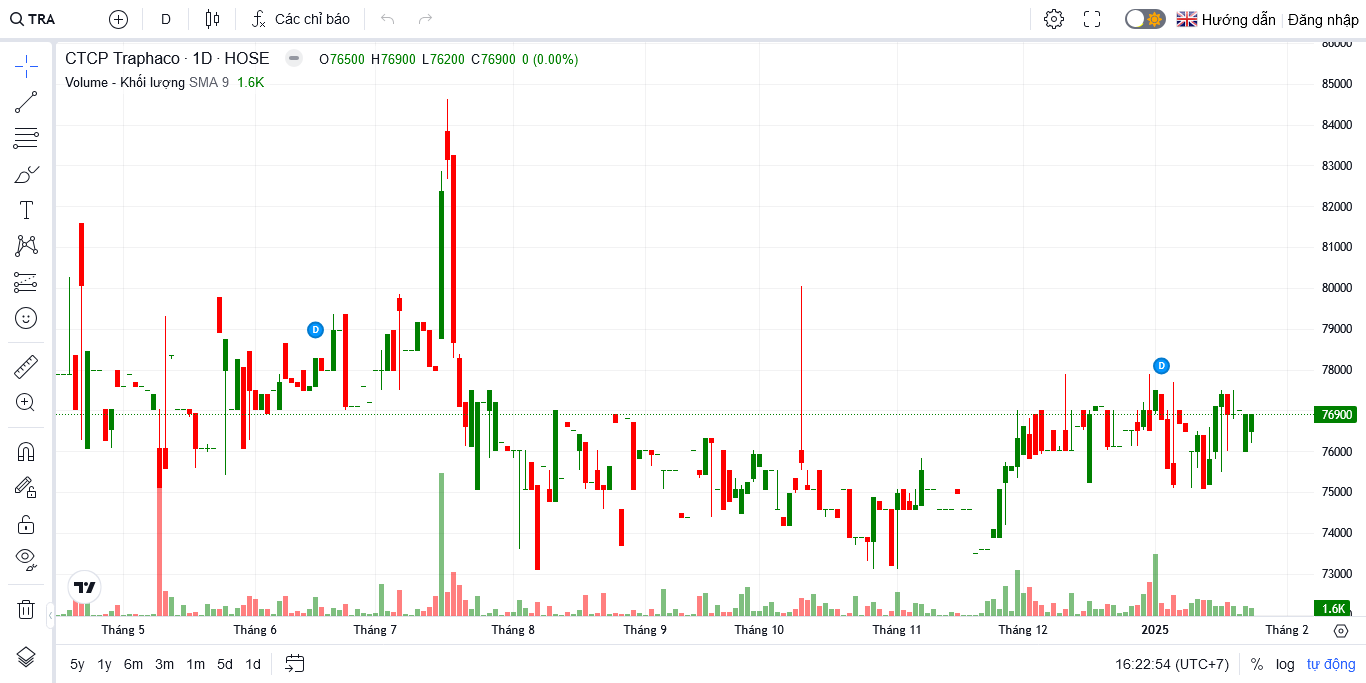 TRA D Các chỉ báo Hướng dẫn Đăng nhập
CTCP Traphaco · 1D · HOSE O76500 H76900 L76200 C76900 0 (0.00%)
Volume - Khối lượng SMA 9 1.6K
86000
85000
84000
83000
82000
81000
80000
79000
D
78000
D
76900
76000
75000
74000
73000
1.6K
Tháng 5 Tháng 6 Tháng 7 Tháng 8 Tháng 9 Tháng 10 Tháng 11 Tháng 12 2025 Tháng 2
5y 1y 6m 3m 1m 5d 1d 16:22:54 (UTC+7) % log tự động